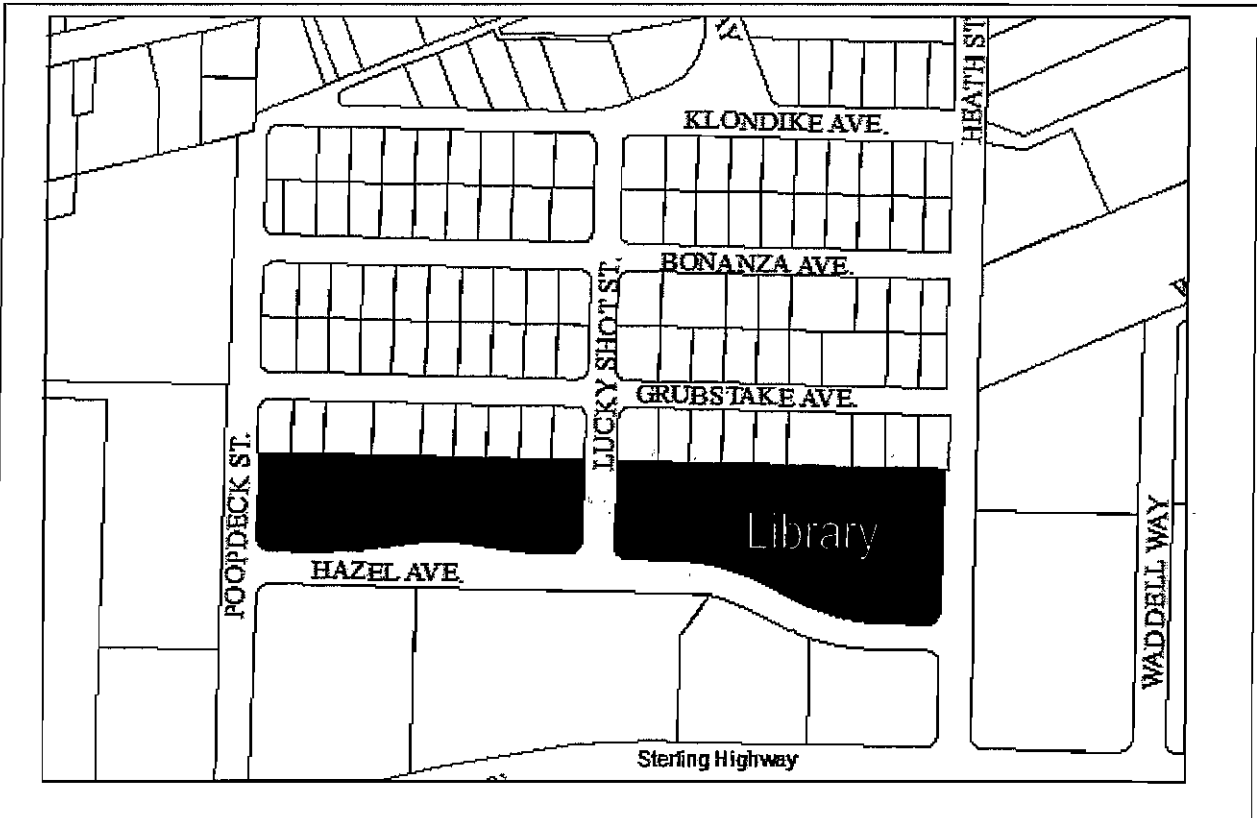 HEATH ST.
KLONDIKE AVE.
BONANZA AVE.
LUCKY SHOT ST.
GRUBSTAKE AVE.
POOPDECK ST.
Library
HAZEL AVE.
WADDELL WAY
Sterling Highway